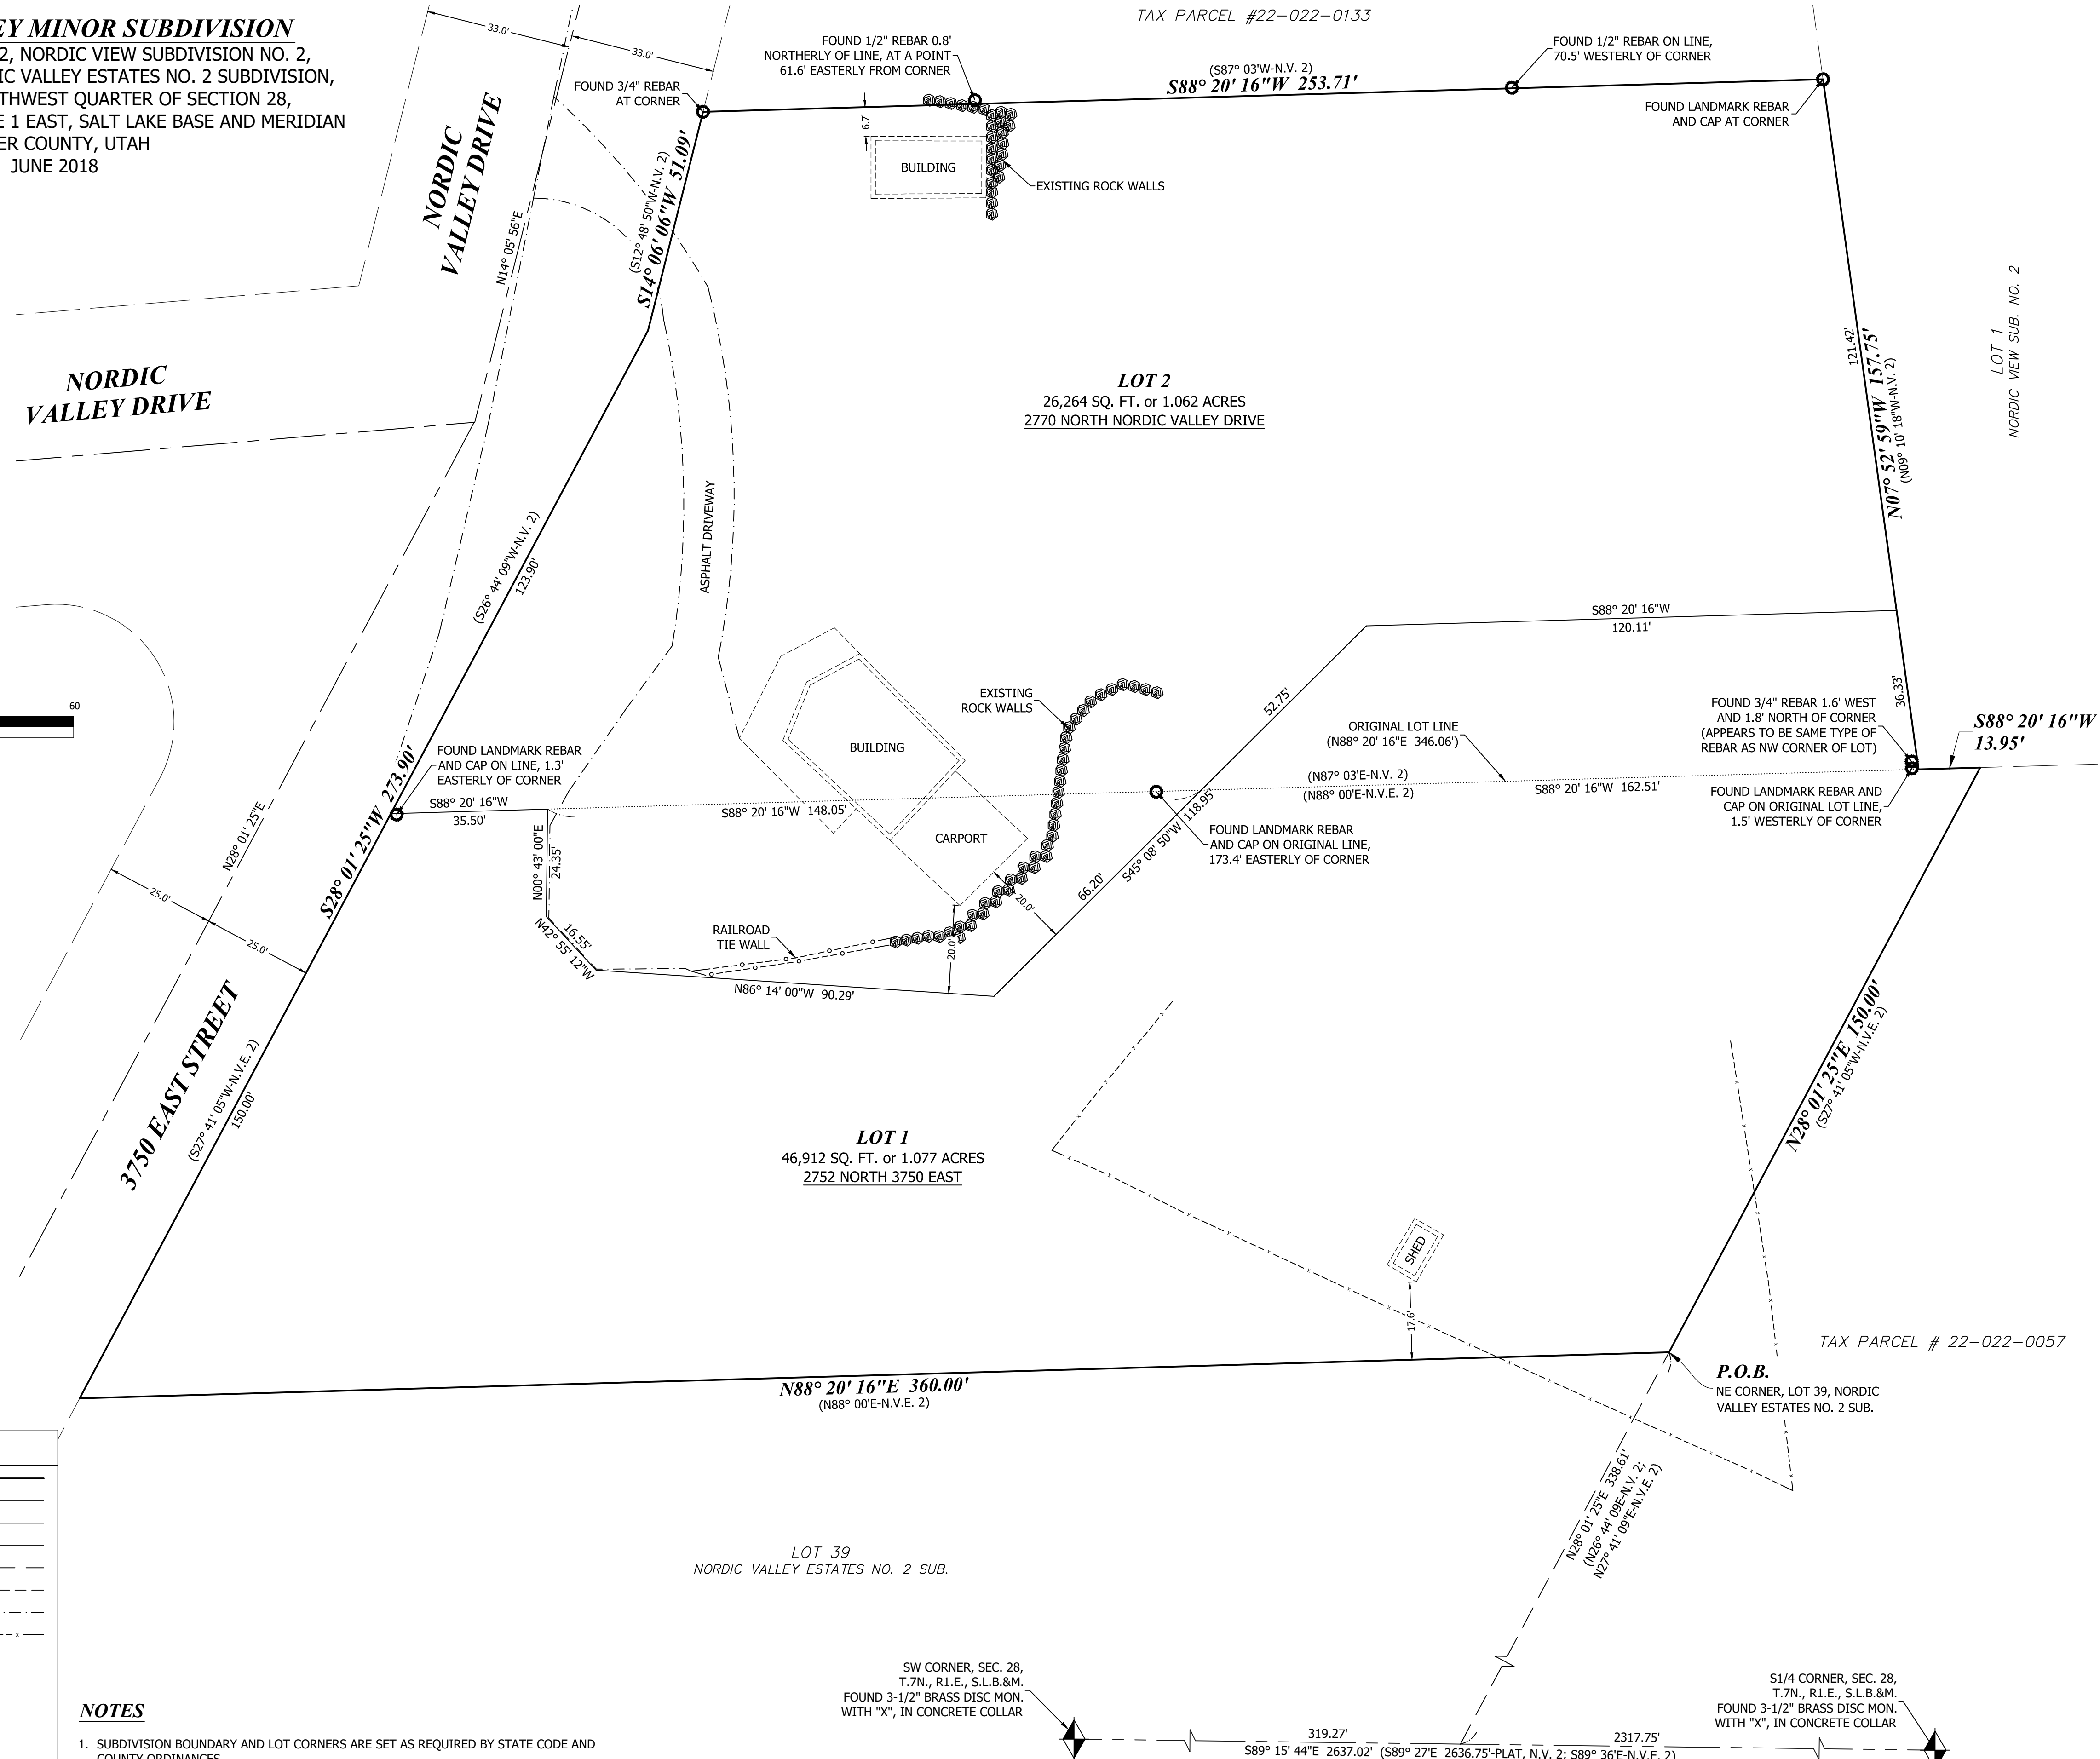 EY MINOR SUBDIVISION
2, NORDIC VIEW SUBDIVISION NO. 2,
IC VALLEY ESTATES NO. 2 SUBDIVISION,
THWEST QUARTER OF SECTION 28,
E 1 EAST, SALT LAKE BASE AND MERIDIAN
ER COUNTY, UTAH
JUNE 2018
TAX PARCEL #22-022-0133
33.0'
33.0'
FOUND 1/2" REBAR 0.8'
NORTHERLY OF LINE, AT A POINT
61.6' EASTERLY FROM CORNER
FOUND 1/2" REBAR ON LINE,
70.5' WESTERLY OF CORNER
(S87° 03'W-N.V. 2)
S88° 20' 16"W 253.71'
FOUND 3/4" REBAR
AT CORNER
FOUND LANDMARK REBAR
AND CAP AT CORNER
6.7'
BUILDING
EXISTING ROCK WALLS
NORDIC
VALLEY DRIVE
N14° 05' 56"E
(S12° 48' 50"W-N.V. 2)
S14° 06' 06"W 51.09'
NORDIC
VALLEY DRIVE
LOT 2
26,264 SQ. FT. or 1.062 ACRES
2770 NORTH NORDIC VALLEY DRIVE
121.42'
N07° 52' 59"W 157.75'
(N09° 10' 18"W-N.V. 2)
LOT 1
NORDIC VIEW SUB. NO. 2
(S26° 44' 09"W-N.V. 2)
123.90'
ASPHALT DRIVEWAY
S88° 20' 16"W
120.11'
36.33'
60
BUILDING
EXISTING
ROCK WALLS
52.75'
ORIGINAL LOT LINE
(N88° 20' 16"E 346.06')
FOUND 3/4" REBAR 1.6' WEST
AND 1.8' NORTH OF CORNER
(APPEARS TO BE SAME TYPE OF
REBAR AS NW CORNER OF LOT)
S88° 20' 16"W
13.95'
FOUND LANDMARK REBAR
AND CAP ON LINE, 1.3'
EASTERLY OF CORNER
S88° 20' 16"W
35.50'
S88° 20' 16"W 148.05'
(N87° 03'E-N.V. 2)
(N88° 00'E-N.V.E. 2)
S88° 20' 16"W 162.51'
FOUND LANDMARK REBAR AND
CAP ON ORIGINAL LOT LINE,
1.5' WESTERLY OF CORNER
S28° 01' 25"W 273.90'
N28° 01' 25"E
CARPORT
FOUND LANDMARK REBAR
AND CAP ON ORIGINAL LINE,
173.4' EASTERLY OF CORNER
N00° 43' 00"E
24.35'
66.20'
S45° 08' 50"W 118.95'
25.0'
25.0'
16.55'
N42° 55' 12"W
RAILROAD
TIE WALL
20.0'
20.0'
N86° 14' 00"W 90.29'
3750 EAST STREET
(S27° 41' 05"W-N.V.E. 2)
150.00'
N28° 01' 25"E 150.00'
(S27° 41' 05"W-N.V.E. 2)
LOT 1
46,912 SQ. FT. or 1.077 ACRES
2752 NORTH 3750 EAST
SHED
17.6'
TAX PARCEL # 22-022-0057
P.O.B.
NE CORNER, LOT 39, NORDIC
VALLEY ESTATES NO. 2 SUB.
N88° 20' 16"E 360.00'
(N88° 00'E-N.V.E. 2)
N28° 01' 25"E 338.61'
(N26° 44' 09E-N.V. 2;
N27° 41' 09"E-N.V.E. 2)
LOT 39
NORDIC VALLEY ESTATES NO. 2 SUB.
SW CORNER, SEC. 28,
T.7N., R1.E., S.L.B.&M.
FOUND 3-1/2" BRASS DISC MON.
WITH "X", IN CONCRETE COLLAR
S1/4 CORNER, SEC. 28,
T.7N., R1.E., S.L.B.&M.
FOUND 3-1/2" BRASS DISC MON.
WITH "X", IN CONCRETE COLLAR
319.27'
2317.75'
S89° 15' 44"E 2637.02' (S89° 27'E 2636.75'-PLAT, N.V. 2; S89° 36'E-N.V.E. 2)
NOTES
1. SUBDIVISION BOUNDARY AND LOT CORNERS ARE SET AS REQUIRED BY STATE CODE AND
COUNTY ORDINANCES